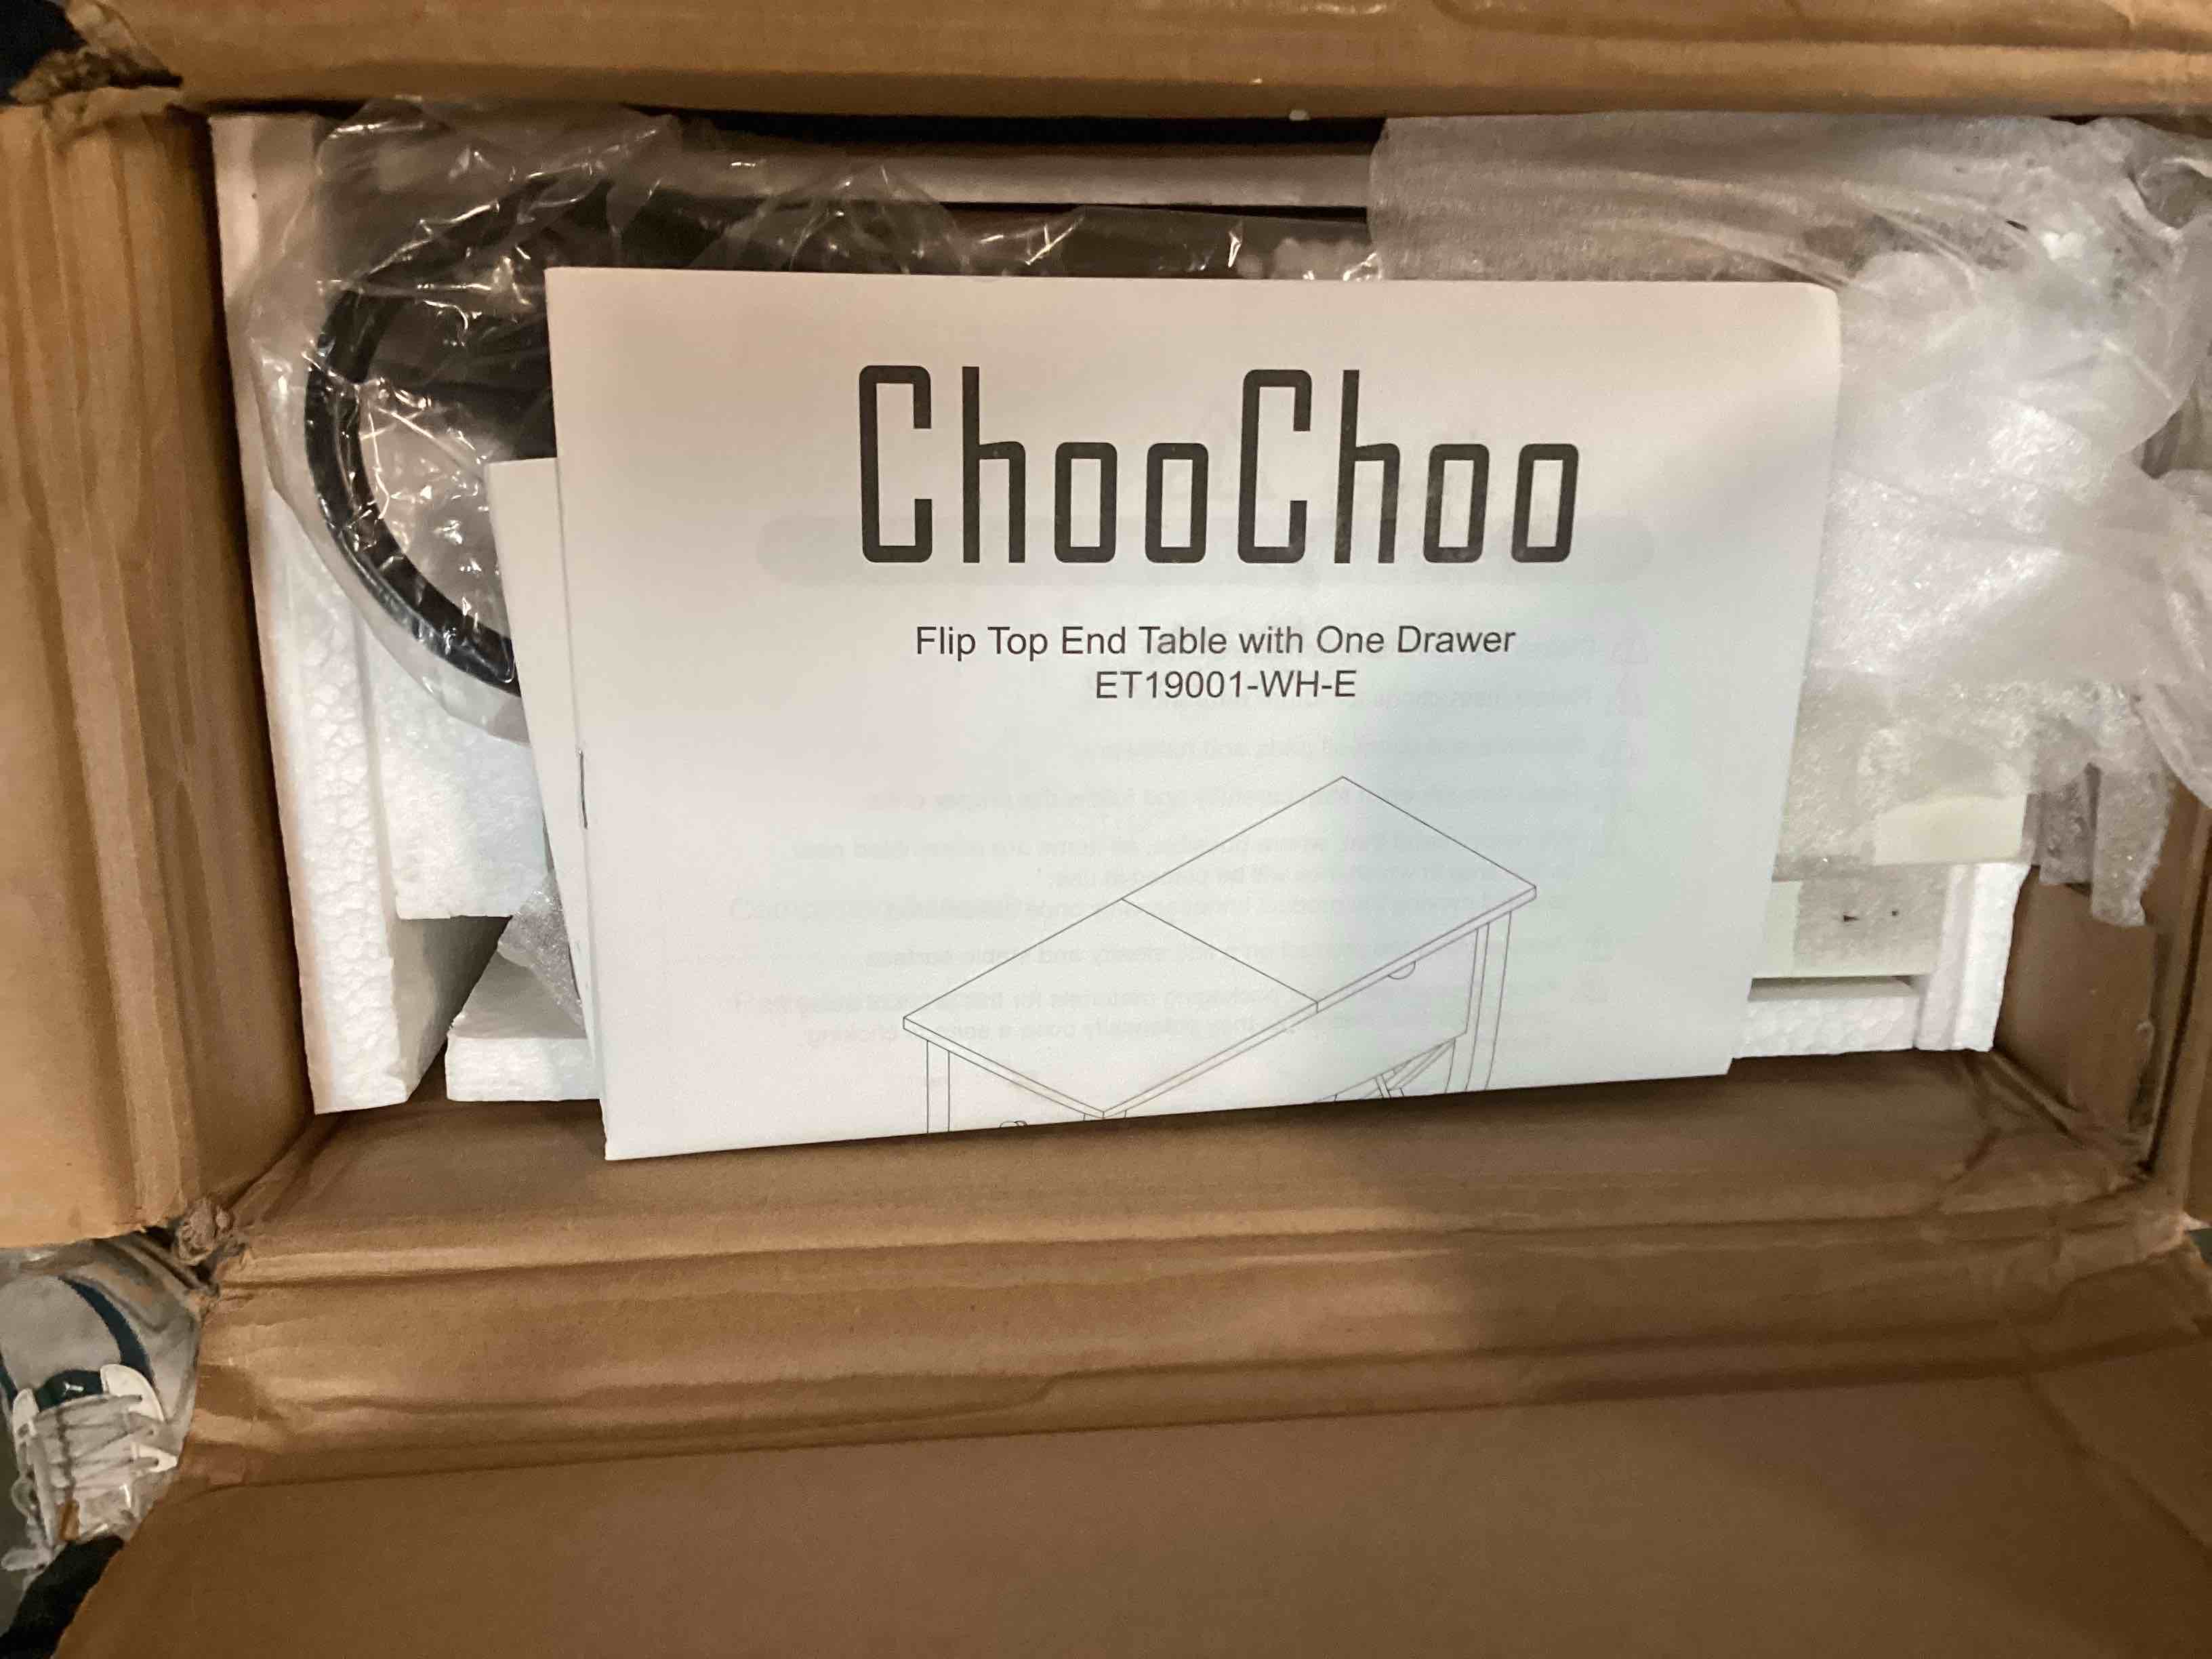 ChooChoo
Flip Top End Table with One Drawer
ET19001-WH-E